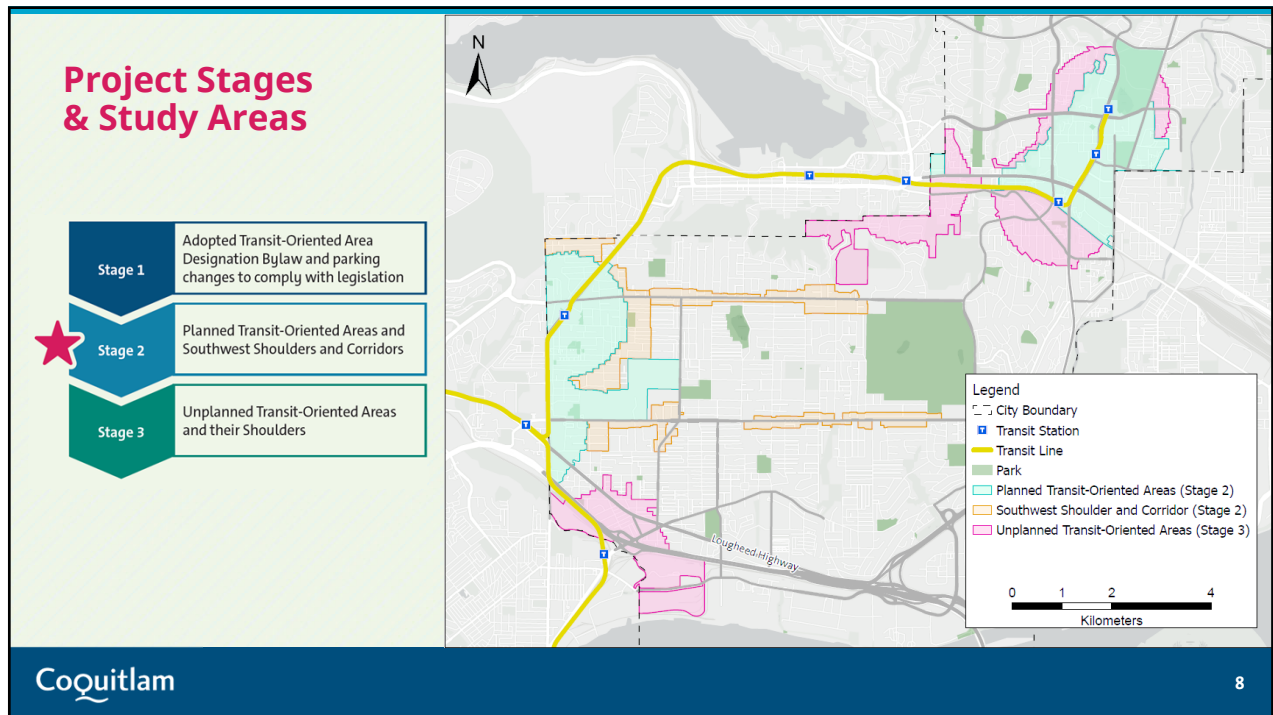 Project Stages
& Study Areas
Stage 1
Adopted Transit-Oriented Area
Designation Bylaw and parking
changes to comply with legislation
Stage 2
Planned Transit-Oriented Areas and
Southwest Shoulders and Corridors
Stage 3
Unplanned Transit-Oriented Areas
and their Shoulders
N
T
T
T
T
T
T
T
T
Lougheed Highway
Legend
City Boundary
T Transit Station
Transit Line
Park
Planned Transit-Oriented Areas (Stage 2)
Southwest Shoulder and Corridor (Stage 2)
Unplanned Transit-Oriented Areas (Stage 3)
0 1 2 4
Kilometers
Coquitlam
8